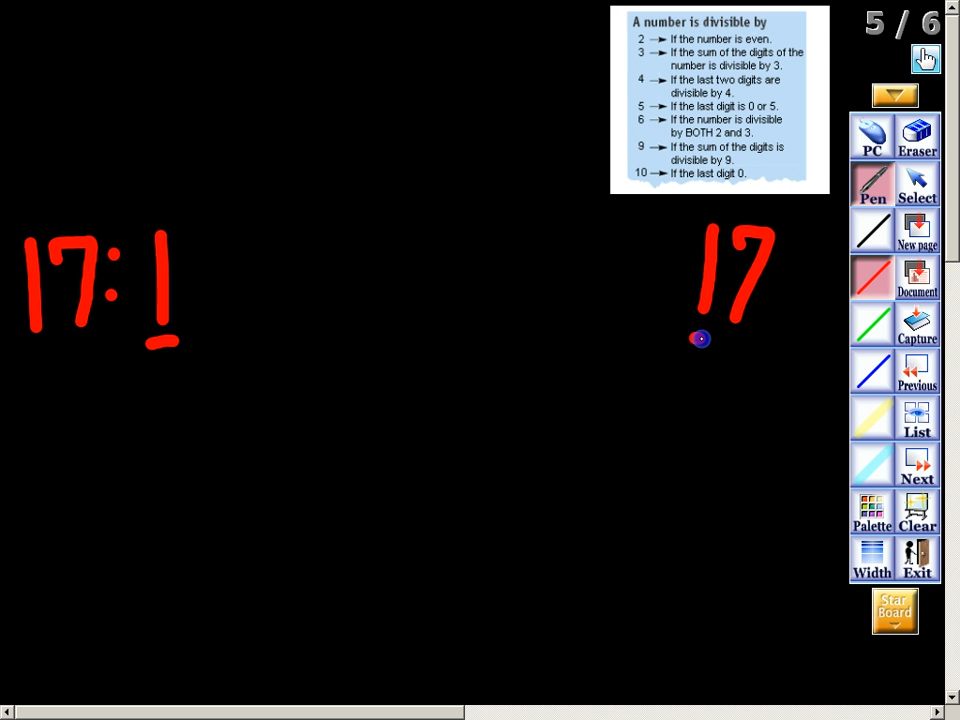 5 / 6
A number is divisible by
2 → If the number is even.
3 → If the sum of the digits of the
number is divisible by 3.
4 → If the last two digits are
divisible by 4.
5 → If the last digit is 0 or 5.
6 → If the number is divisible
by BOTH 2 and 3.
9 → If the sum of the digits is
divisible by 9.
10 → If the last digit 0.
17: 1
17
PC Eraser
Pen Select
New page
Document
Capture
Previous
List
Next
Palette Clear
Width Exit
Star
Board